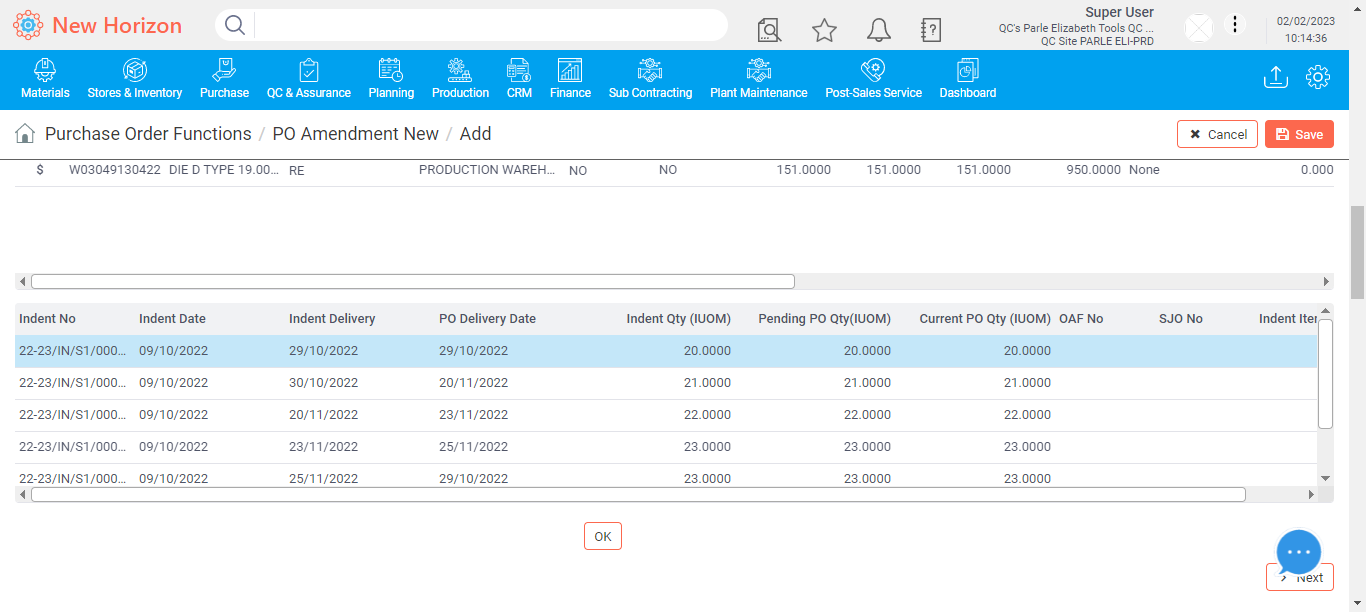 New Horizon
Super User
QC's Parle Elizabeth Tools QC ...
QC Site PARLE ELI-PRD
02/02/2023
10:14:36
Materials Stores & Inventory Purchase QC & Assurance Planning Production CRM Finance Sub Contracting Plant Maintenance Post-Sales Service Dashboard
Purchase Order Functions / PO Amendment New / Add
Cancel Save
$ W03049130422 DIE D TYPE 19.00... RE PRODUCTION WAREH... NO NO 151.0000 151.0000 151.0000 950.0000 None 0.000
Indent No Indent Date Indent Delivery PO Delivery Date Indent Qty (IUOM) Pending PO Qty(IUOM) Current PO Qty (IUOM) OAF No SJO No Indent Iter
22-23/IN/S1/000... 09/10/2022 29/10/2022 29/10/2022 20.0000 20.0000 20.0000
22-23/IN/S1/000... 09/10/2022 30/10/2022 20/11/2022 21.0000 21.0000 21.0000
22-23/IN/S1/000... 09/10/2022 20/11/2022 23/11/2022 22.0000 22.0000 22.0000
22-23/IN/S1/000... 09/10/2022 23/11/2022 25/11/2022 23.0000 23.0000 23.0000
22-23/IN/S1/000... 09/10/2022 25/11/2022 29/10/2022 23.0000 23.0000 23.0000
OK
Next